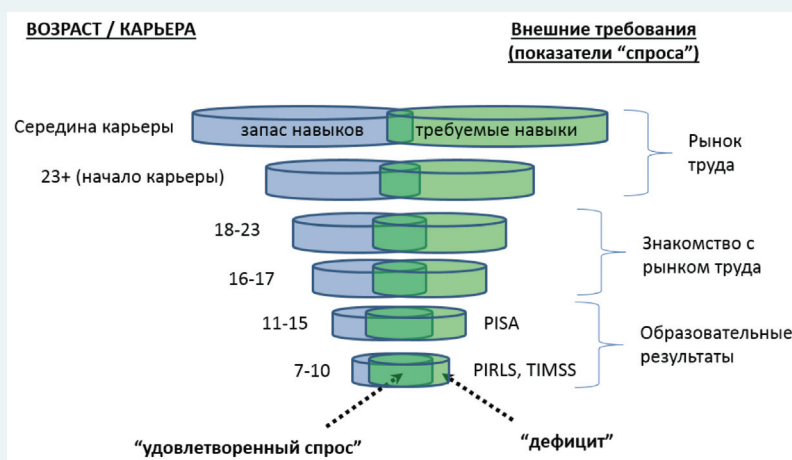 ВОЗРАСТ / КАРЬЕРА
Внешние требования
(показатели “спроса”)
Середина карьеры
запас навыков
требуемые навыки
Рынок
труда
23+ (начало карьеры)
18-23
Знакомство с
рынком труда
16-17
11-15
PISA
Образовательные
результаты
7-10
PIRLS, TIMSS
“удовлетворенный спрос”
“дефицит”